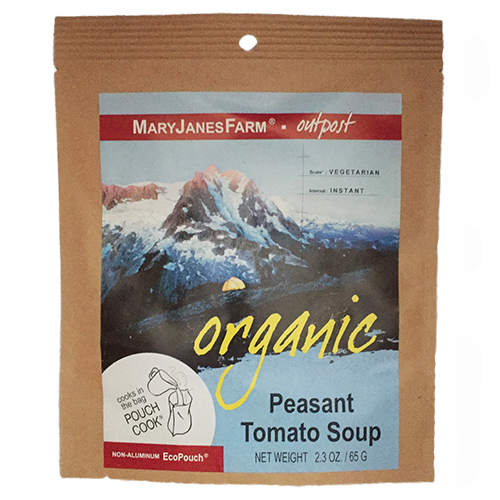 MARYJANESFARM® • outpost
Scale*: VEGETARIAN
Interval: INSTANT
organic
cooks in
the bag
POUCH
COOK®
Peasant
Tomato Soup
NET WEIGHT 2.3 OZ. / 65 G
NON-ALUMINUM EcoPouch®